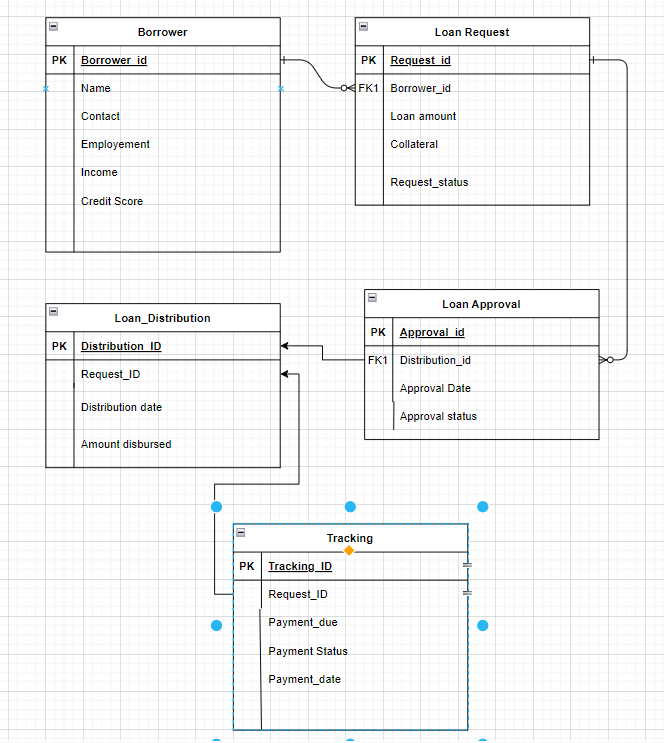 Borrower
PK Borrower_id
Name
Contact
Employement
Income
Credit Score
Loan Request
PK Request_id
FK1 Borrower_id
Loan amount
Collateral
Request_status
Loan_Distribution
PK Distribution_ID
Request_ID
Distribution date
Amount disbursed
Loan Approval
PK Approval_id
FK1 Distribution_id
Approval Date
Approval status
Tracking
PK Tracking_ID
Request_ID
Payment_due
Payment Status
Payment_date